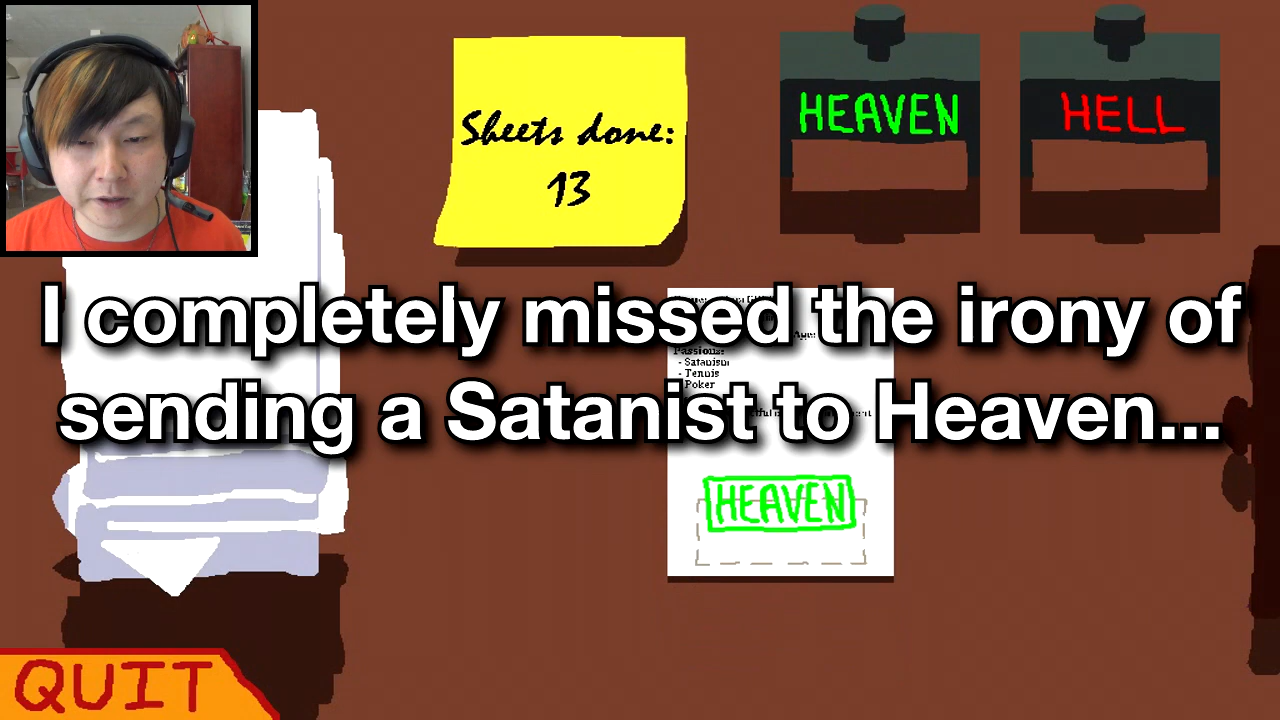 Sheets done:
13
HEAVEN
HELL
I completely missed the irony of
sending a Satanist to Heaven...
Passions:
- Satanism
- Tennis
- Poker
HEAVEN
QUIT